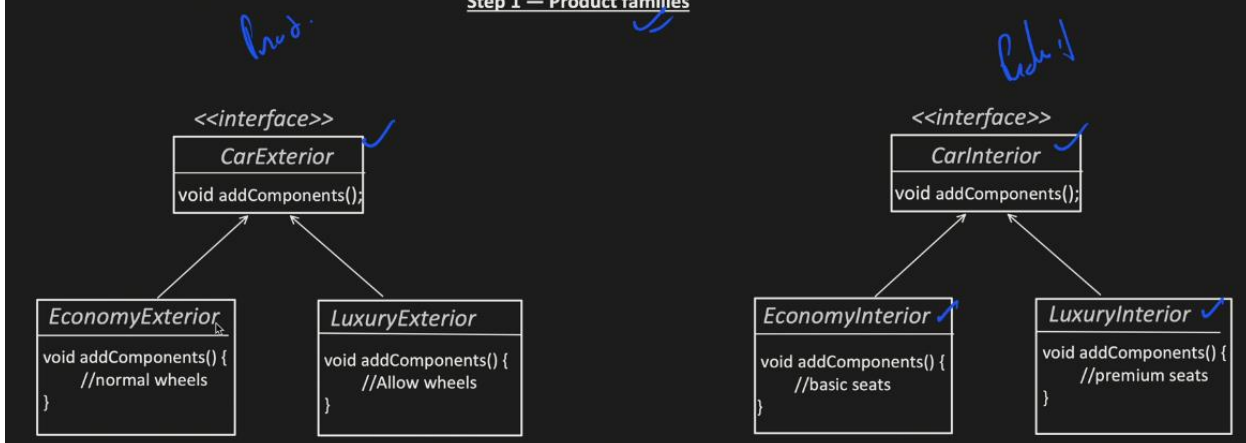 Step 1 — Product families
<<interface>>
CarExterior
void addComponents();
EconomyExterior
void addComponents() {
//normal wheels
}
LuxuryExterior
void addComponents() {
//Allow wheels
}
<<interface>>
CarInterior
void addComponents();
EconomyInterior
void addComponents() {
//basic seats
}
LuxuryInterior
void addComponents() {
//premium seats
}